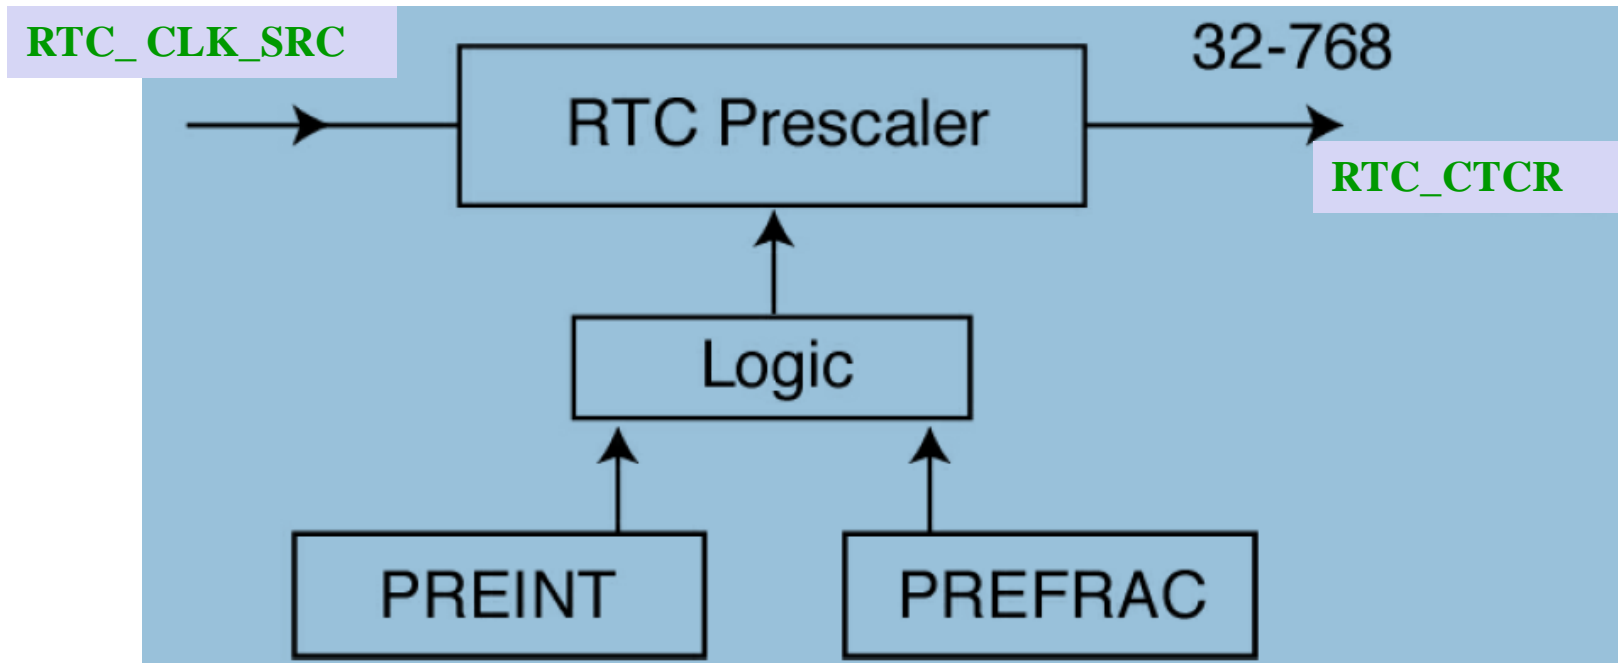 RTC_ CLK_SRC
32-768
RTC Prescaler
RTC_CTCR
Logic
PREINT
PREFRAC